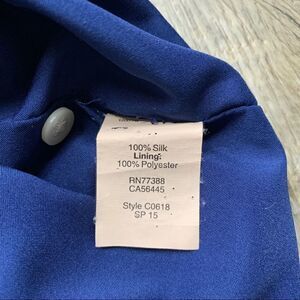 100% Silk
Lining:
100% Polyester
RN77388
CA56445
Style C0618
SP 15